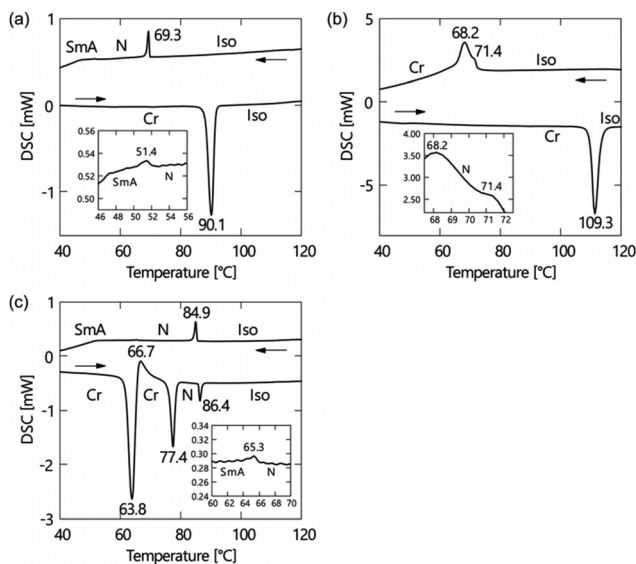 (a)
1
0
-1
DSC [mW]
SmA
N
69.3
Iso
Cr
Iso
90.1
0.56
0.54
0.52
0.50
51.4
SmA
N
46 48 50 52 54 56
40 60 80 100 120
Temperature [°C]
(b)
5
0
-5
DSC [mW]
68.2
71.4
Cr
Iso
Cr
Iso
109.3
4.00
3.50
3.00
2.50
68.2
N
71.4
68 69 70 71 72
40 60 80 100 120
Temperature [°C]
(c)
1
0
-1
-2
-3
DSC [mW]
SmA
N
84.9
Iso
66.7
Cr
Cr
N
Iso
86.4
77.4
63.8
0.34
0.32
0.30
0.28
0.26
0.24
65.3
SmA
N
60 62 64 66 68 70
40 60 80 100 120
Temperature [°C]